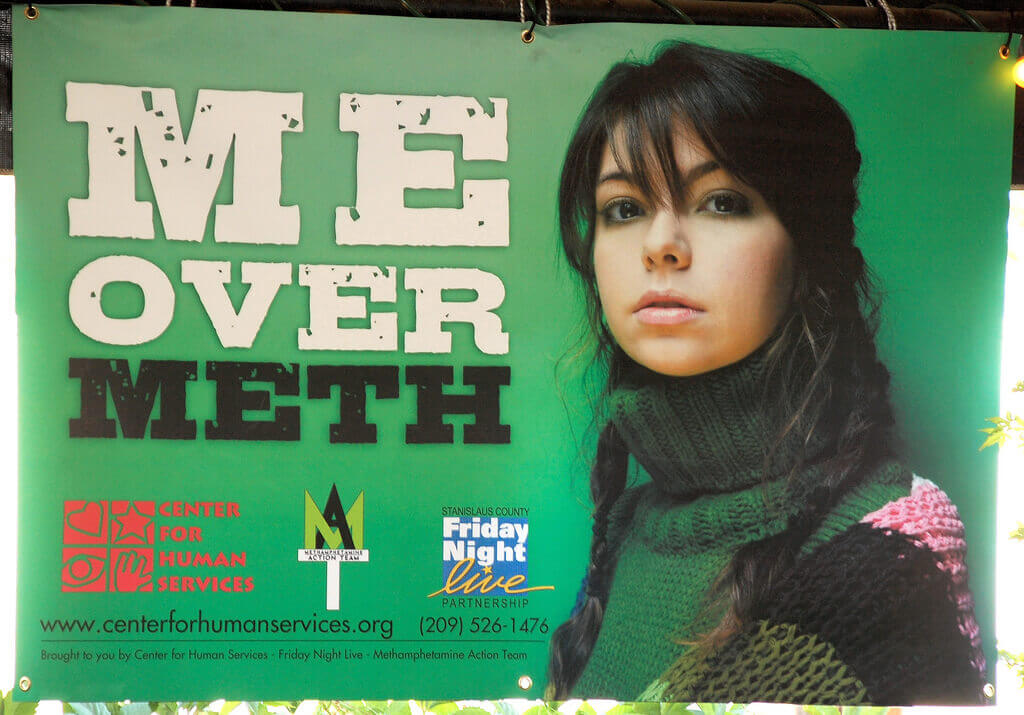 ME
OVER
METH
CENTER
FOR
HUMAN
SERVICES
MA
METHAMPHETAMINE
ACTION TEAM
STANISLAUS COUNTY
Friday
Night
live
PARTNERSHIP
www.centerforhumanservices.org (209) 526-1476
Brought to you by Center for Human Services - Friday Night Live - Methamphetamine Action Team